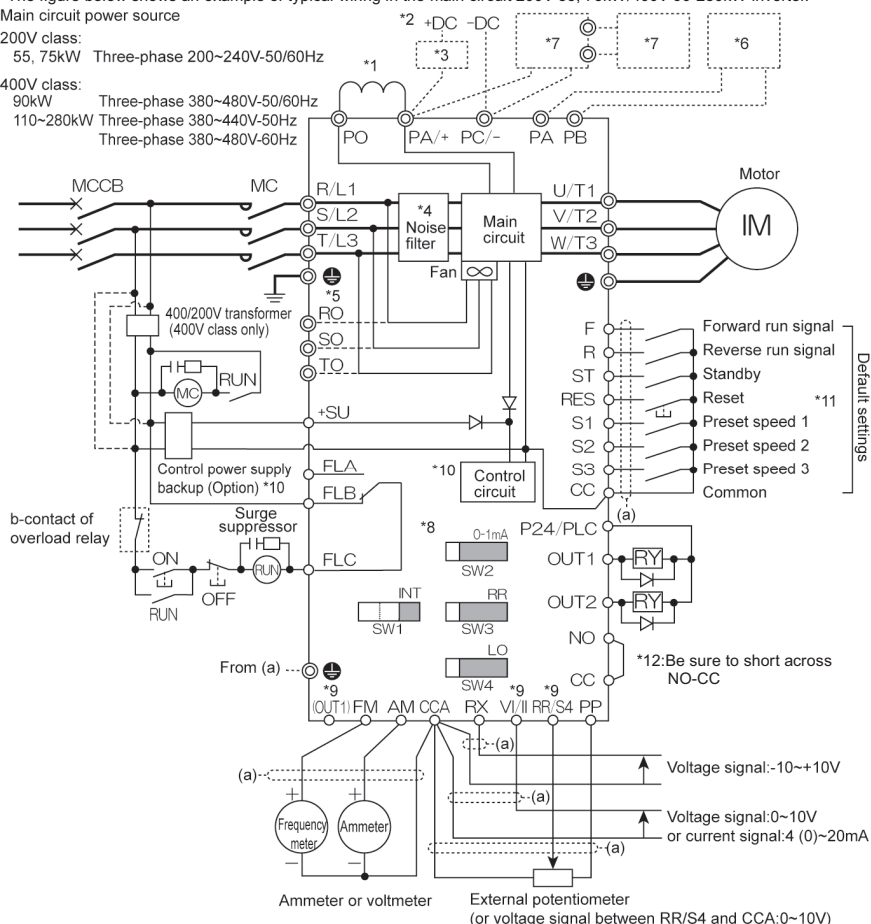 Main circuit power source
200V class:
55, 75kW Three-phase 200~240V-50/60Hz
400V class:
90kW Three-phase 380~480V-50/60Hz
110~280kW Three-phase 380~440V-50Hz
Three-phase 380~480V-60Hz
*1
*2 +DC -DC
*3
*7
*7
*6
PO
PA/+
PC/-
PA
PB
MCCB
MC
R/L1
S/L2
T/L3
*4
Noise
filter
Main
circuit
Fan
U/T1
V/T2
W/T3
Motor
IM
*5
RO
SO
TO
400/200V transformer
(400V class only)
MC
RUN
+SU
Control power supply
backup (Option) *10
FLA
FLB
FLC
*10
Control
circuit
b-contact of
overload relay
Surge
suppressor
ON
RUN
OFF
RUN
*8
0-1mA
SW2
INT
SW1
RR
SW3
LO
SW4
F Forward run signal
R Reverse run signal
ST Standby
RES Reset
S1 Preset speed 1
S2 Preset speed 2
S3 Preset speed 3
CC Common
*11
Default settings
(a)
P24/PLC
OUT1
RY
OUT2
RY
NO
CC
*12:Be sure to short across
NO-CC
From (a)
*9
(OUT1)
FM
AM
CCA
RX
*9
VI/II
*9
RR/S4
PP
(a)
(a)
(a)
(a)
Voltage signal:-10~+10V
Voltage signal:0~10V
or current signal:4 (0)~20mA
+
Frequency
meter
−
+
Ammeter
−
Ammeter or voltmeter
External potentiometer
(or voltage signal between RR/S4 and CCA:0~10V)